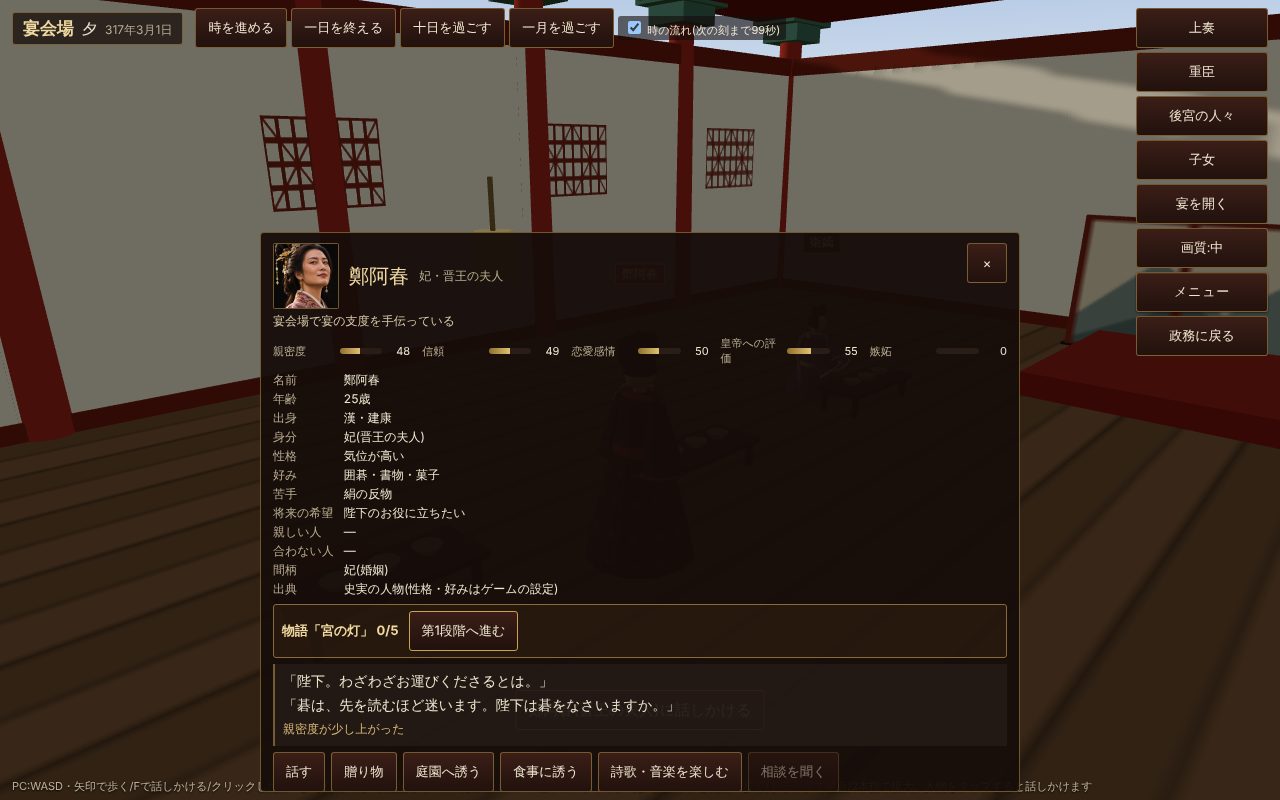 宴会場 夕 317年3月1日
時を進める
一日を終える
十日を過ごす
一月を過ごす
時の流れ(次の刻まで99秒)
上奏
重臣
後宮の人々
子女
宴を開く
画質:中
メニュー
政務に戻る
鄭阿春 妃・晋王の夫人
×
宴会場で宴の支度を手伝っている
親密度 48 信頼 49 恋愛感情 50 皇帝への評価 55 嫉妬 0
名前 鄭阿春
年齢 25歳
出身 漢・建康
身分 妃(晋王の夫人)
性格 気位が高い
好み 囲碁・書物・菓子
苦手 絹の反物
将来の希望 陛下のお役に立ちたい
親しい人 —
合わない人 —
間柄 妃(婚姻)
出典 史実の人物(性格・好みはゲームの設定)
物語「宮の灯」 0/5 第1段階へ進む
「陛下。わざわざお運びくださるとは。」
「碁は、先を読むほど迷います。陛下は碁をなさいますか。」
話しかける
親密度が少し上がった
話す
贈り物
庭園へ誘う
食事に誘う
詩歌・音楽を楽しむ
相談を聞く
PC:WASD・矢印で歩く/Fで話しかける/クリック
と話しかけます